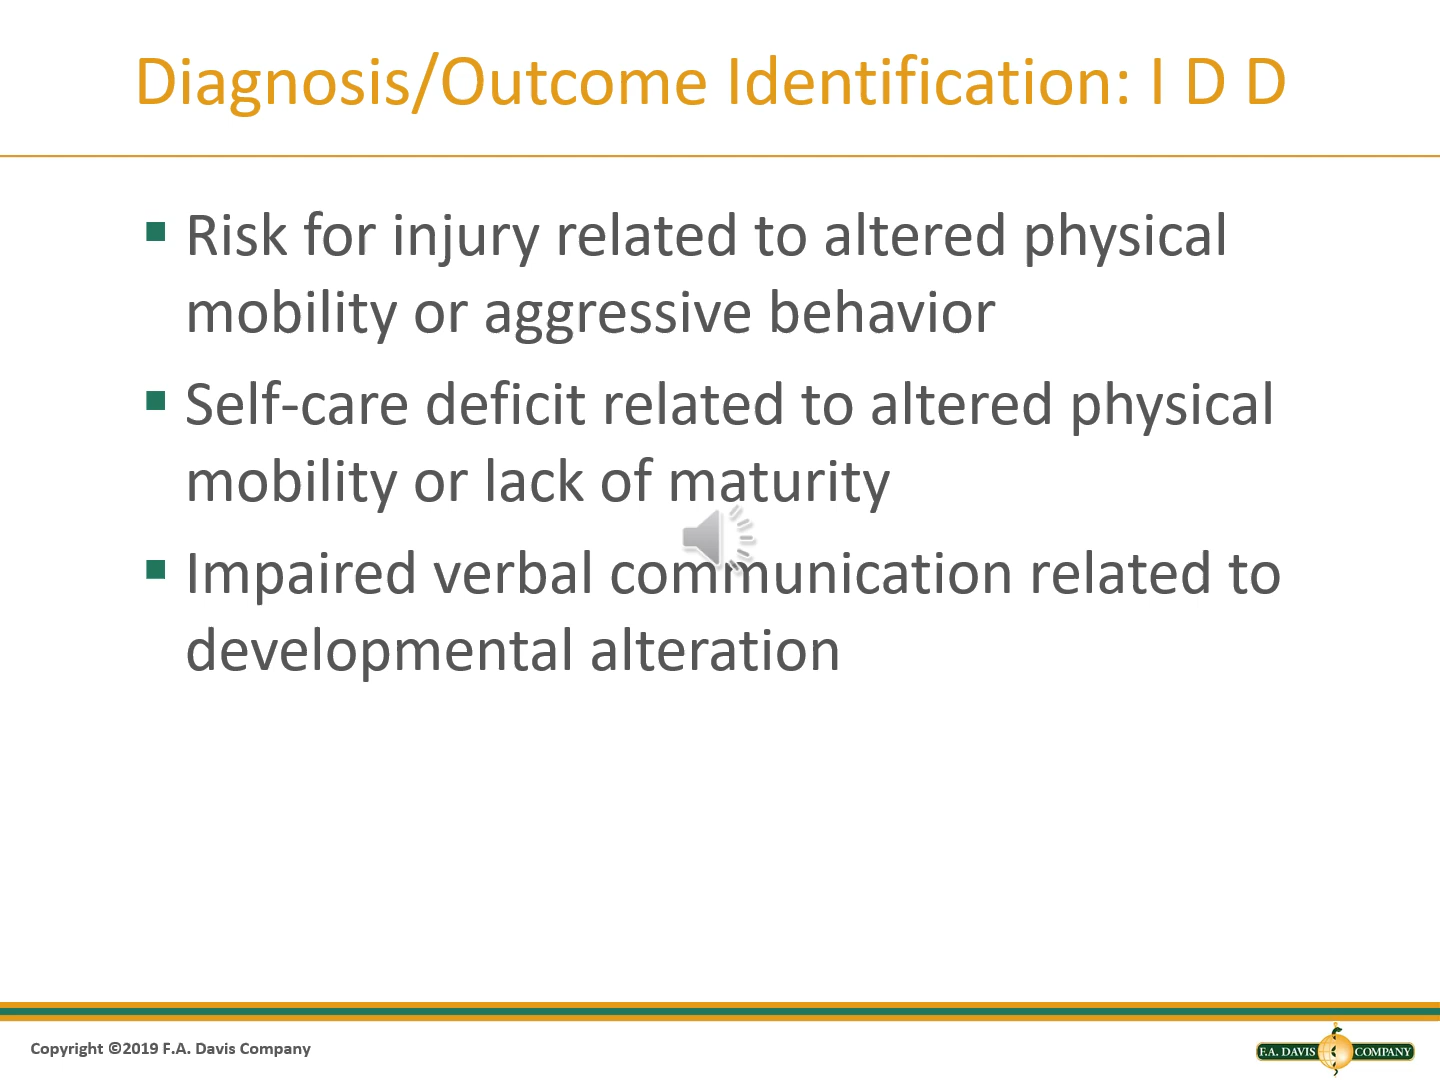 Diagnosis/Outcome Identification: I D D
Risk for injury related to altered physical
mobility or aggressive behavior
Self-care deficit related to altered physical
mobility or lack of maturity
Impaired verbal communication related to
developmental alteration
Copyright ©2019 F.A. Davis Company
F.A. DAVIS COMPANY